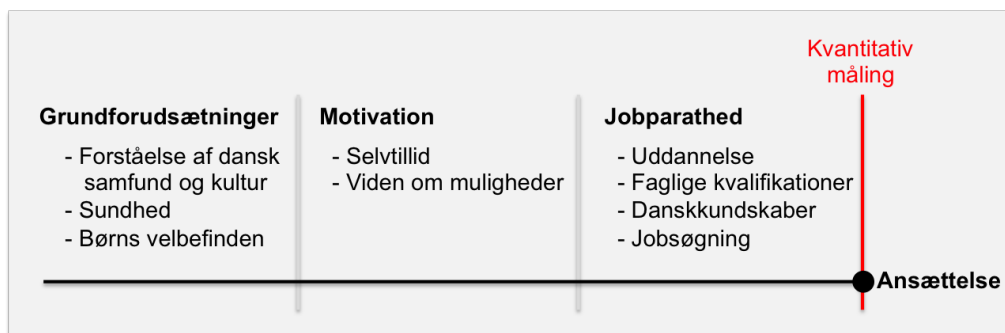 Kvantitativ
måling
Grundforudsætninger
- Forståelse af dansk
samfund og kultur
- Sundhed
- Børns velbefinden
Motivation
- Selvtillid
- Viden om muligheder
Jobparathed
- Uddannelse
- Faglige kvalifikationer
- Danskkundskaber
- Jobsøgning
Ansættelse